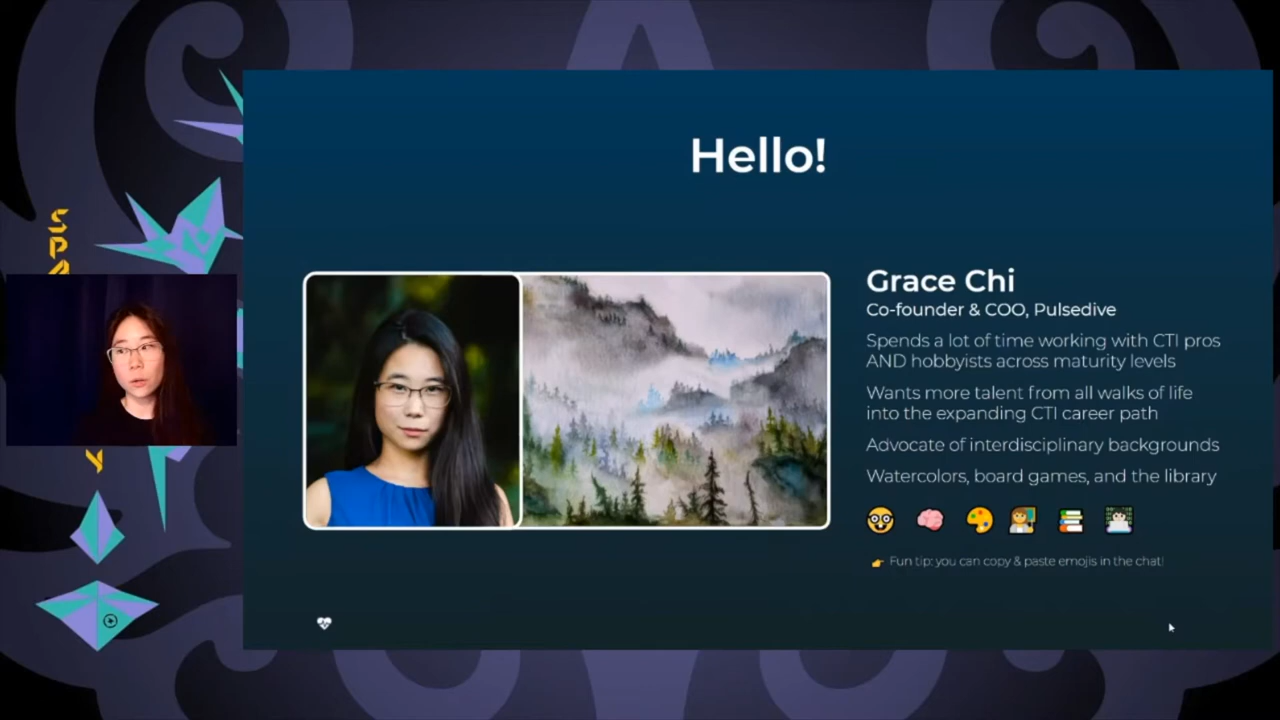 Hello!
Grace Chi
Co-founder & COO, Pulsedive
Spends a lot of time working with CTI pros
AND hobbyists across maturity levels
Wants more talent from all walks of life
into the expanding CTI career path
Advocate of interdisciplinary backgrounds
Watercolors, board games, and the library
Fun tip: you can copy & paste emojis in the chat!